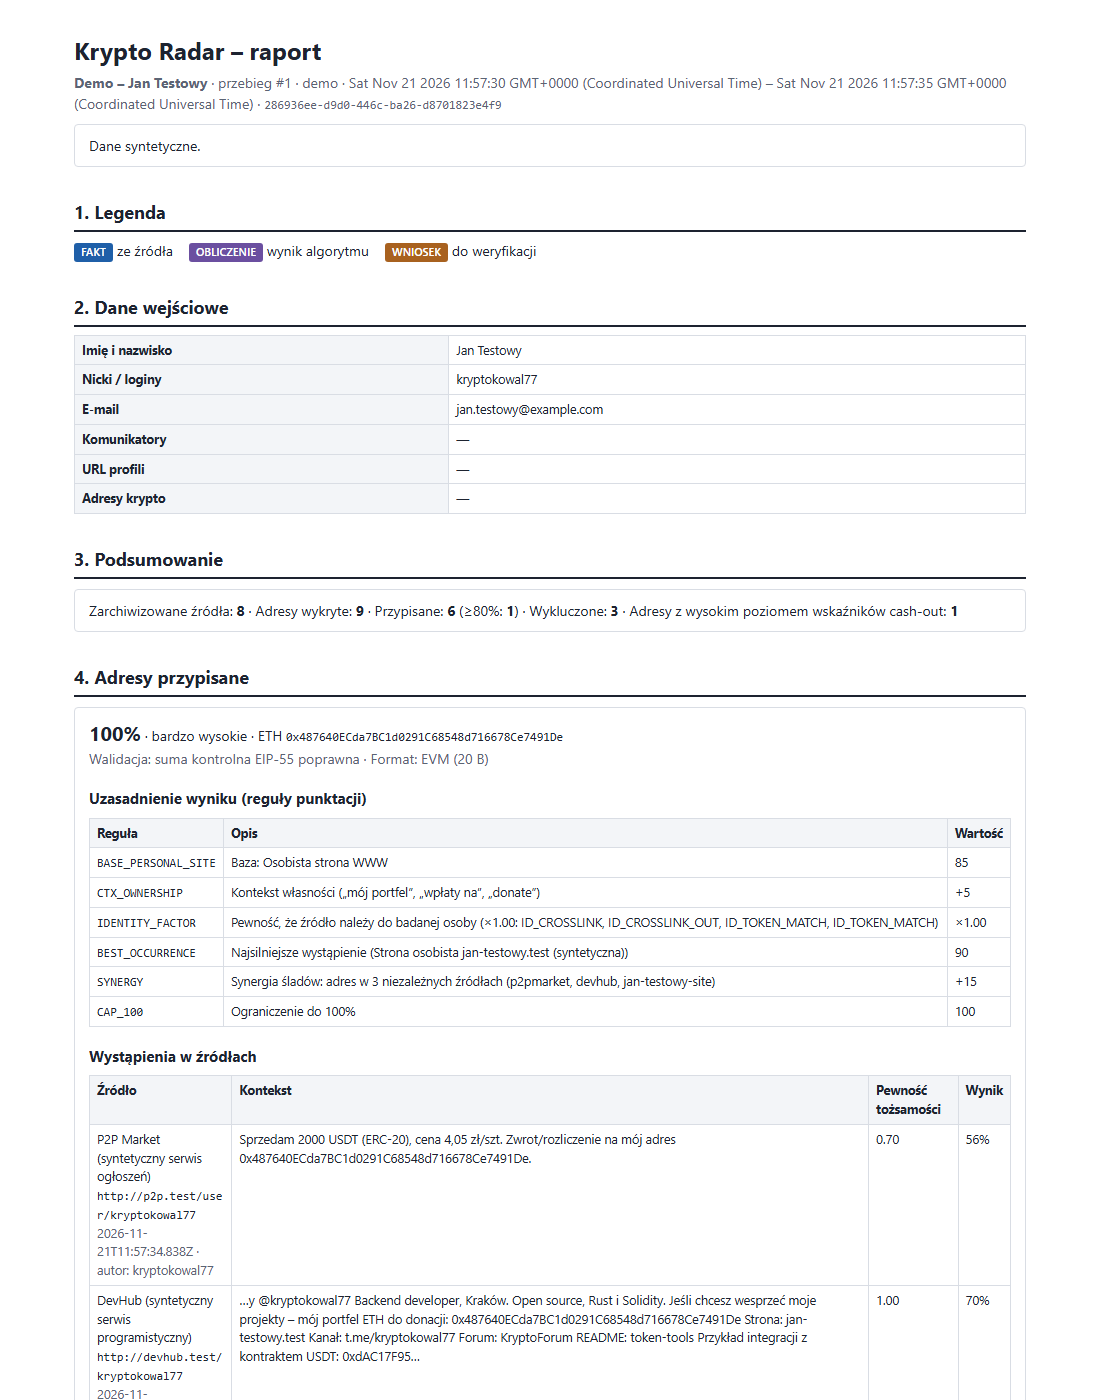 Krypto Radar – raport
Demo – Jan Testowy · przebieg #1 · demo · Sat Nov 21 2026 11:57:30 GMT+0000 (Coordinated Universal Time) – Sat Nov 21 2026 11:57:35 GMT+0000
(Coordinated Universal Time) · 286936ee-d9d0-446c-ba26-d8701823e4f9
Dane syntetyczne.
1. Legenda
FAKT ze źródła OBLICZENIE wynik algorytmu WNIOSEK do weryfikacji
2. Dane wejściowe
Imię i nazwisko Jan Testowy
Nicki / loginy kryptokowal77
E-mail jan.testowy@example.com
Komunikatory —
URL profili —
Adresy krypto —
3. Podsumowanie
Zarchiwizowane źródła: 8 · Adresy wykryte: 9 · Przypisane: 6 (≥80%: 1) · Wykluczone: 3 · Adresy z wysokim poziomem wskaźników cash-out: 1
4. Adresy przypisane
100% · bardzo wysokie · ETH 0x487640ECda7BC1d0291C68548d716678Ce7491De
Walidacja: suma kontrolna EIP-55 poprawna · Format: EVM (20 B)
Uzasadnienie wyniku (reguły punktacji)
Reguła Opis Wartość
BASE_PERSONAL_SITE Baza: Osobista strona WWW 85
CTX_OWNERSHIP Kontekst własności („mój portfel”, „wpłaty na”, „donate”) +5
IDENTITY_FACTOR Pewność, że źródło należy do badanej osoby (×1.00: ID_CROSSLINK, ID_CROSSLINK_OUT, ID_TOKEN_MATCH, ID_TOKEN_MATCH) ×1.00
BEST_OCCURRENCE Najsilniejsze wystąpienie (Strona osobista jan-testowy.test (syntetyczna)) 90
SYNERGY Synergia śladów: adres w 3 niezależnych źródłach (p2pmarket, devhub, jan-testowy-site) +15
CAP_100 Ograniczenie do 100% 100
Wystąpienia w źródłach
Źródło Kontekst Pewność tożsamości Wynik
P2P Market
(syntetyczny serwis
ogłoszeń)
http://p2p.test/use
r/kryptokowal77
2026-11-
21T11:57:34.838Z ·
autor: kryptokowal77
Sprzedam 2000 USDT (ERC-20), cena 4,05 zł/szt. Zwrot/rozliczenie na mój adres
0x487640ECda7BC1d0291C68548d716678Ce7491De.
0.70
56%
DevHub (syntetyczny
serwis
programistyczny)
http://devhub.test/
kryptokowal77
2026-11-
…y @kryptokowal77 Backend developer, Kraków. Open source, Rust i Solidity. Jeśli chcesz wesprzeć moje
projekty – mój portfel ETH do donacji: 0x487640ECda7BC1d0291C68548d716678Ce7491De Strona: jan-
testowy.test Kanał: t.me/kryptokowal77 Forum: KryptoForum README: token-tools Przykład integracji z
kontraktem USDT: 0xdAC17F95…
1.00
70%